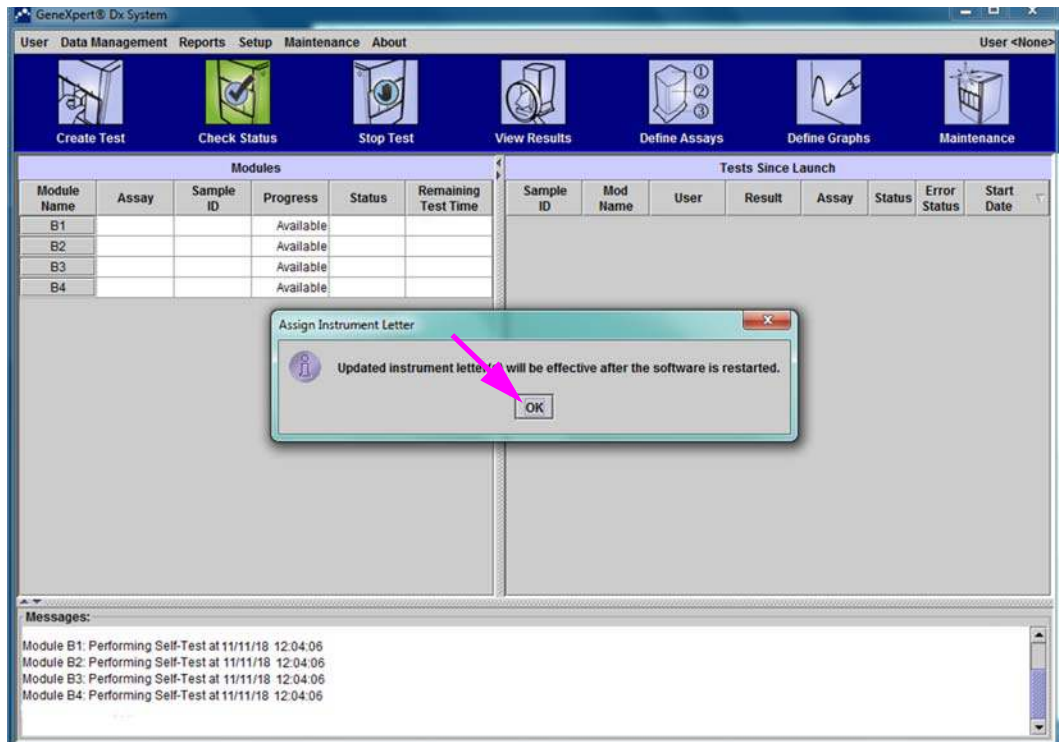 GeneXpert® Dx System
User Data Management Reports Setup Maintenance About User <None>
Create Test Check Status Stop Test View Results Define Assays Define Graphs Maintenance
Modules
Module Name Assay Sample ID Progress Status Remaining Test Time
B1 Available
B2 Available
B3 Available
B4 Available
Tests Since Launch
Sample ID Mod Name User Result Assay Status Error Status Start Date
Assign Instrument Letter
Updated instrument will be effective after the software is restarted.
OK
Messages:
Module B1: Performing Self-Test at 11/11/18 12:04:06
Module B2: Performing Self-Test at 11/11/18 12:04:06
Module B3: Performing Self-Test at 11/11/18 12:04:06
Module B4: Performing Self-Test at 11/11/18 12:04:06